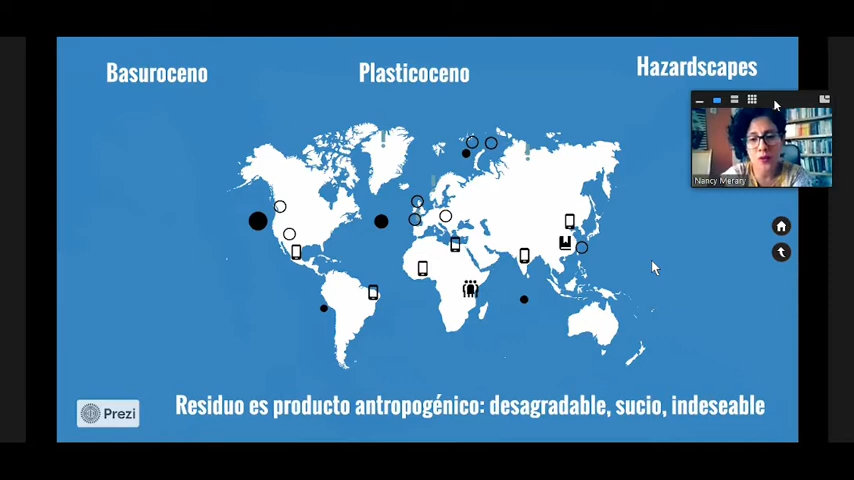 Basuroceno
Plasticoceno
Hazardscapes
Nancy Merary
Prezi
Residuo es producto antropogénico: desagradable, sucio, indeseable